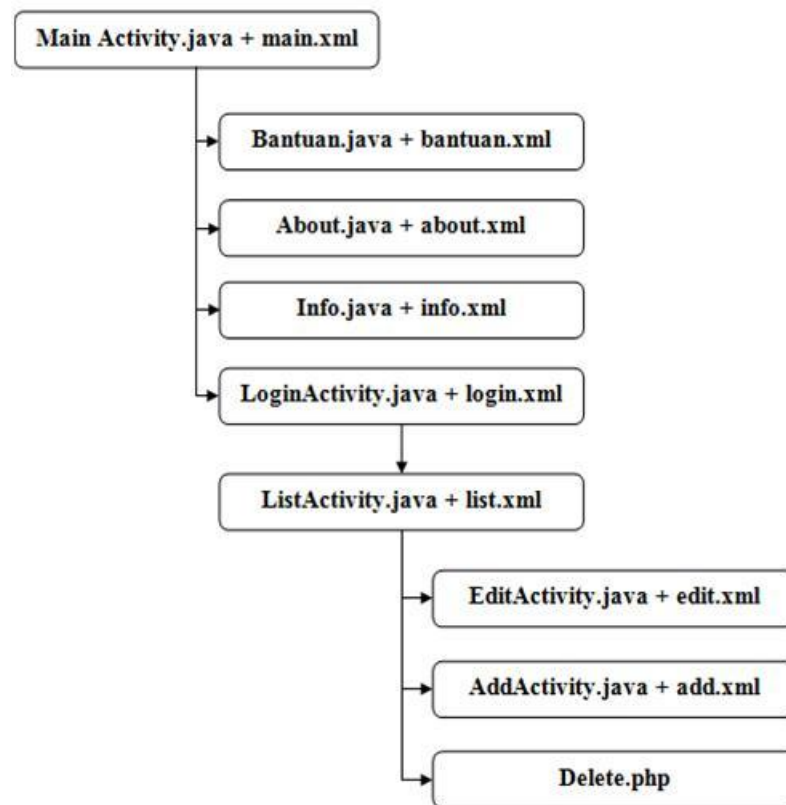 Main Activity.java + main.xml
Bantuan.java + bantuan.xml
About.java + about.xml
Info.java + info.xml
LoginActivity.java + login.xml
ListActivity.java + list.xml
EditActivity.java + edit.xml
AddActivity.java + add.xml
Delete.php